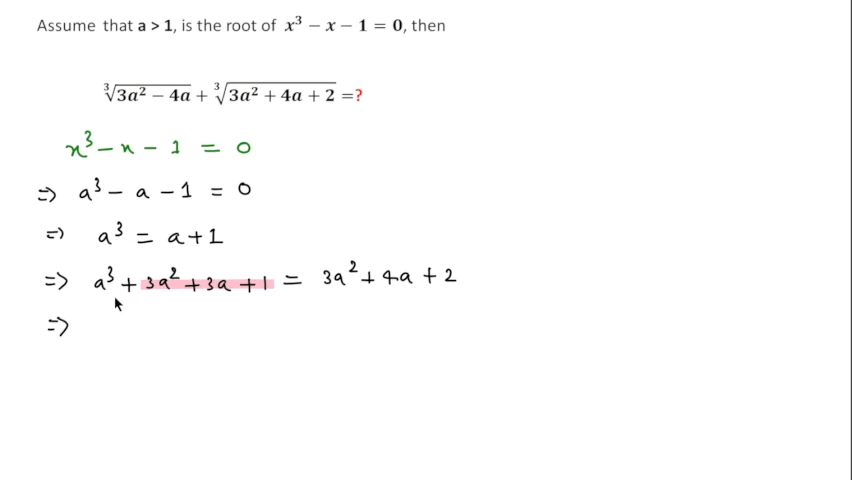 Assume that a > 1, is the root of x³ − x − 1 = 0, then
∛(3a² − 4a) + ∛(3a² + 4a + 2) =?
x³ − x − 1 = 0
⇒ a³ − a − 1 = 0
⇒ a³ = a + 1
⇒ a³ + 3a² + 3a + 1 = 3a² + 4a + 2
⇒